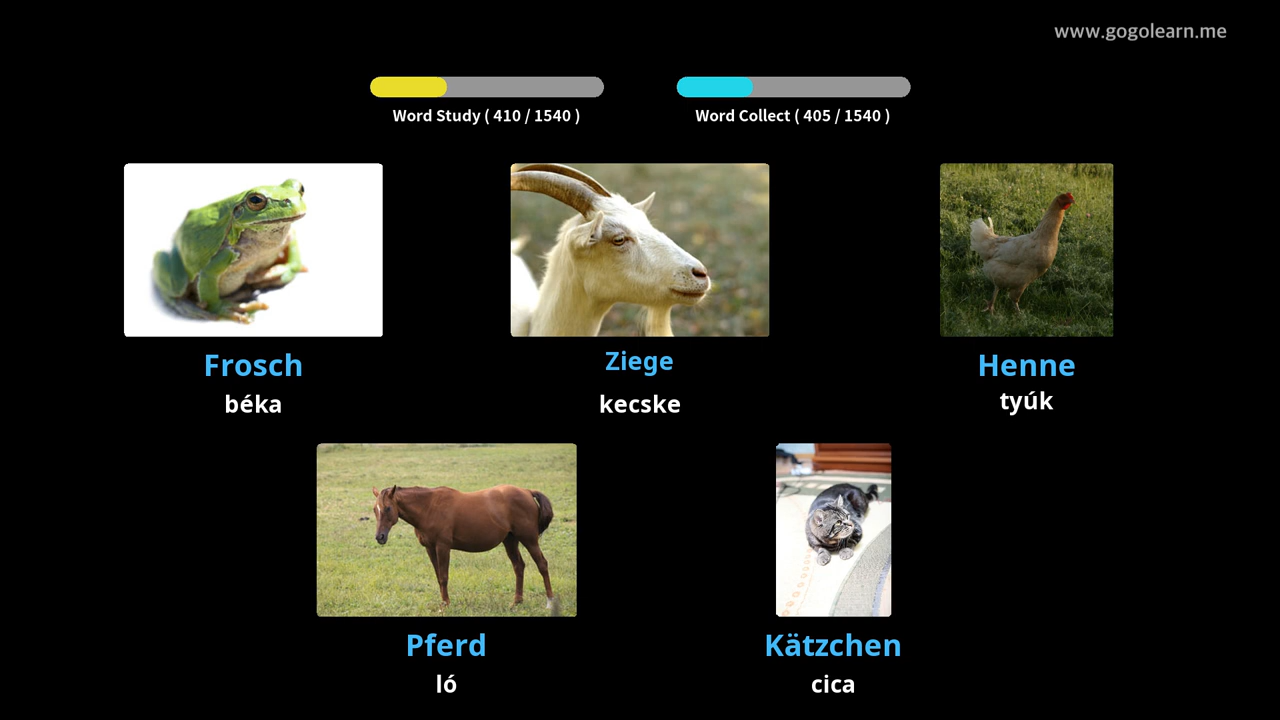 www.gogolearn.me
Word Study ( 410 / 1540 )
Word Collect ( 405 / 1540 )
Frosch
béka
Ziege
kecske
Henne
tyúk
Pferd
ló
Kätzchen
cica